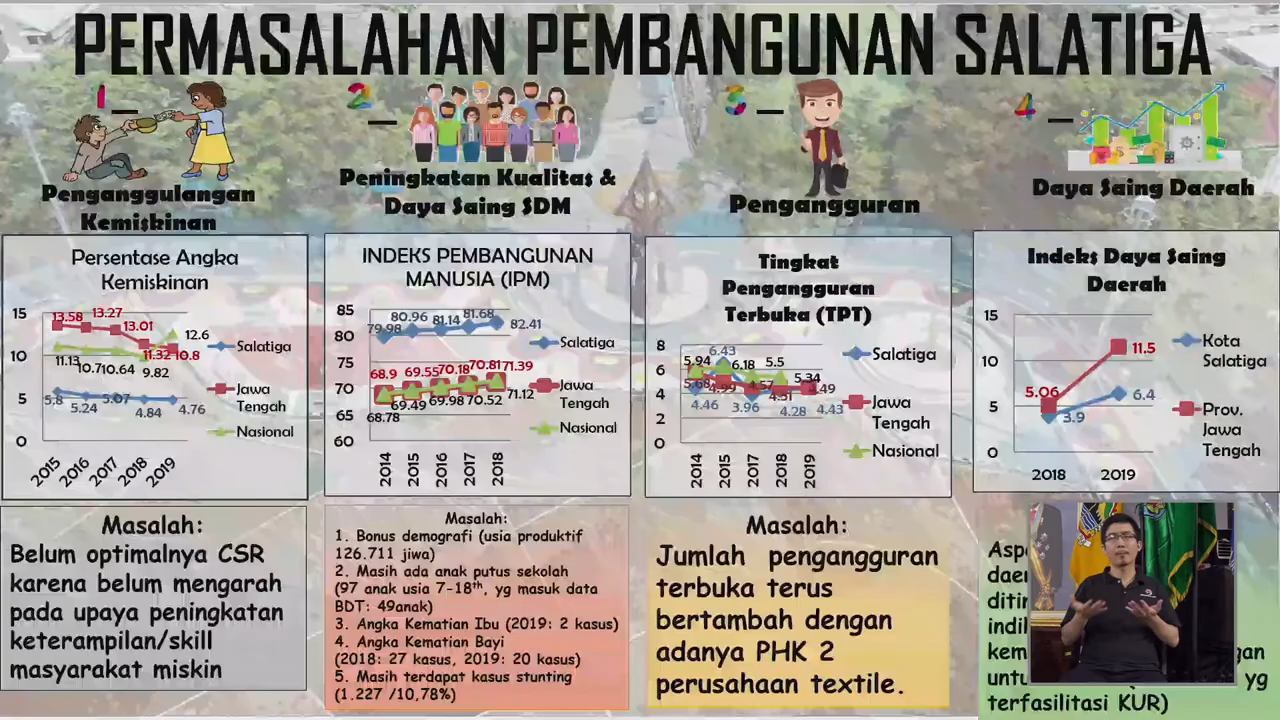 PERMASALAHAN PEMBANGUNAN SALATIGA
1
Penganggulangan
Kemiskinan
Persentase Angka
Kemiskinan
15
10
5
0
13.58
13.27
13.01
11.32
10.8
12.6
11.13
10.7
10.64
9.82
5.8
5.24
5.07
4.84
4.76
2015
2016
2017
2018
2019
Salatiga
Jawa
Tengah
Nasional
Masalah:
Belum optimalnya CSR
karena belum mengarah
pada upaya peningkatan
keterampilan/skill
masyarakat miskin
2
Peningkatan Kualitas &
Daya Saing SDM
INDEKS PEMBANGUNAN
MANUSIA (IPM)
85
80
75
70
65
60
79.98
80.96
81.14
81.68
82.41
68.9
69.55
70.18
70.81
71.39
68.78
69.49
69.98
70.52
71.12
2014
2015
2016
2017
2018
Salatiga
Jawa
Tengah
Nasional
Masalah:
1. Bonus demografi (usia produktif
126.711 jiwa)
2. Masih ada anak putus sekolah
(97 anak usia 7-18th, yg masuk data
BDT: 49anak)
3. Angka Kematian Ibu (2019: 2 kasus)
4. Angka Kematian Bayi
(2018: 27 kasus, 2019: 20 kasus)
5. Masih terdapat kasus stunting
(1.227 /10,78%)
3
Pengangguran
Tingkat
Pengangguran
Terbuka (TPT)
8
6
4
2
0
5.94
6.43
6.18
5.5
5.34
5.68
4.99
4.57
4.51
4.49
4.46
3.96
4.28
4.43
2014
2015
2017
2018
2019
Salatiga
Jawa
Tengah
Nasional
Masalah:
Jumlah pengangguran
terbuka terus
bertambah dengan
adanya PHK 2
perusahaan textile.
4
Daya Saing Daerah
Indeks Daya Saing
Daerah
15
10
5
0
5.06
11.5
3.9
6.4
2018
2019
Kota
Salatiga
Prov.
Jawa
Tengah
yg
terfasilitasi KUR)